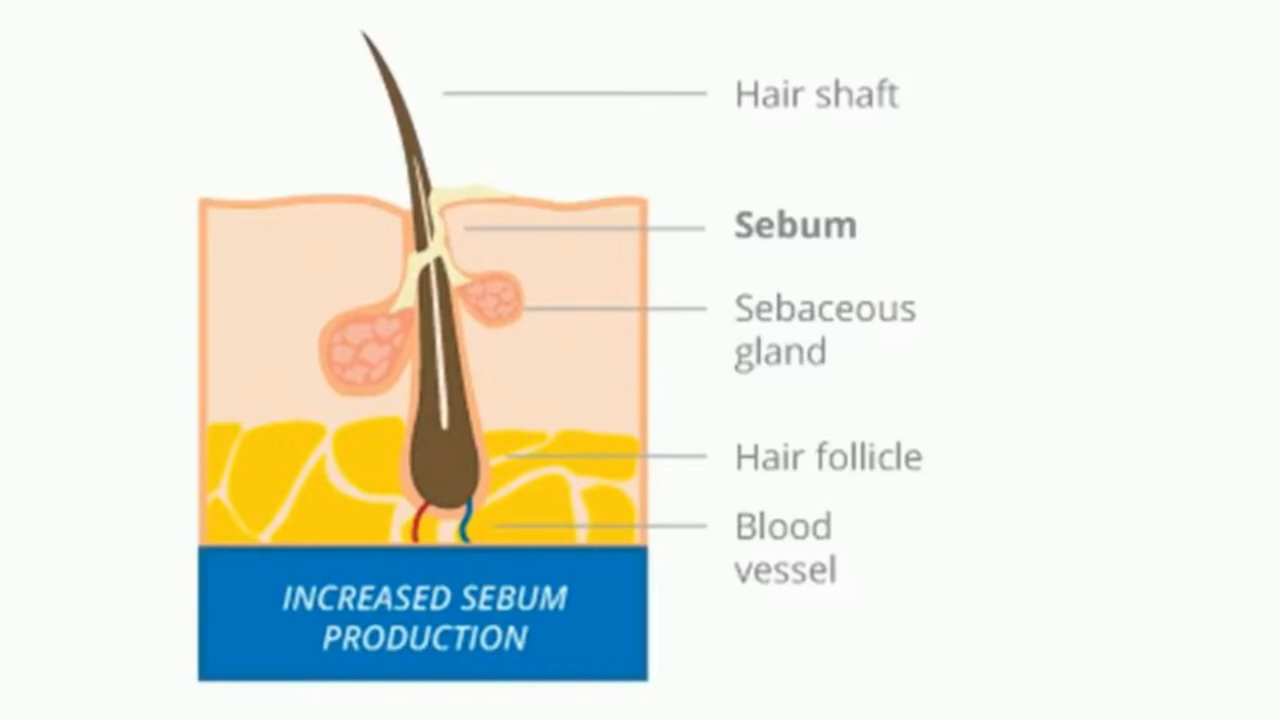 Hair shaft
Sebum
Sebaceous
gland
Hair follicle
Blood
vessel
INCREASED SEBUM
PRODUCTION